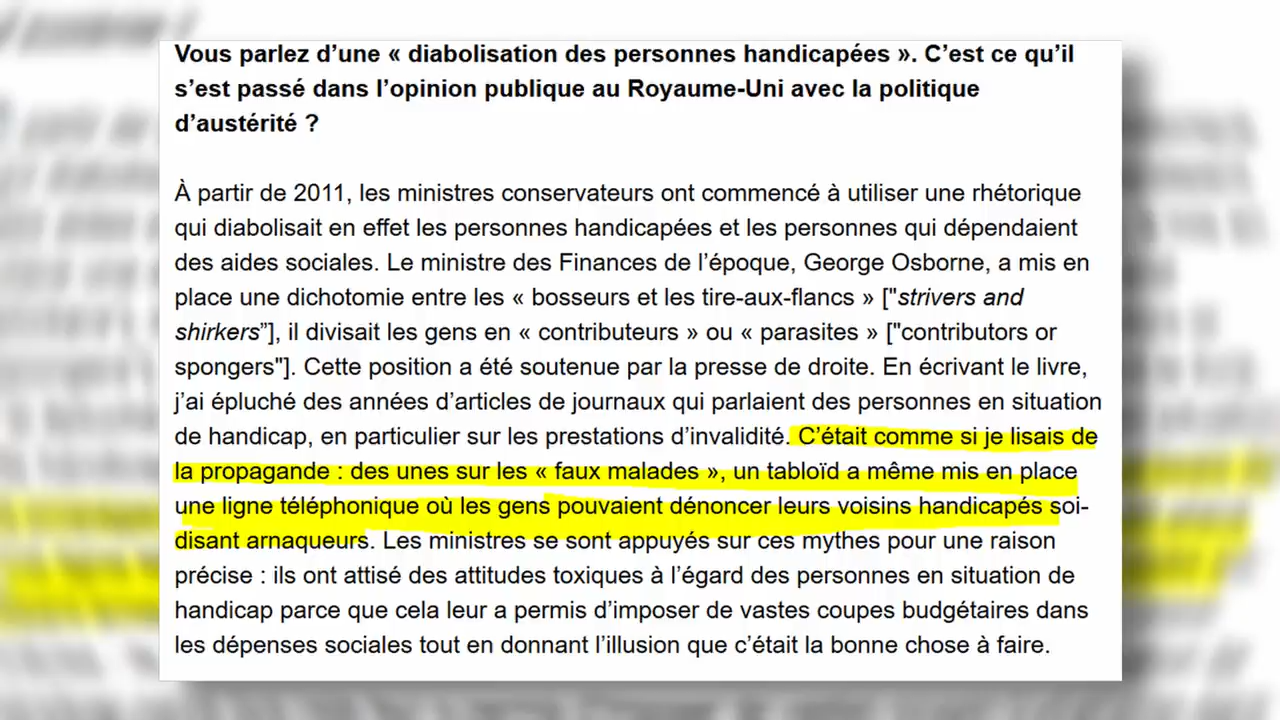 Vous parlez d’une « diabolisation des personnes handicapées ». C’est ce qu’il
s’est passé dans l’opinion publique au Royaume-Uni avec la politique
d’austérité ?
À partir de 2011, les ministres conservateurs ont commencé à utiliser une rhétorique
qui diabolisait en effet les personnes handicapées et les personnes qui dépendaient
des aides sociales. Le ministre des Finances de l’époque, George Osborne, a mis en
place une dichotomie entre les « bosseurs et les tire-aux-flancs » ["strivers and
shirkers”], il divisait les gens en « contributeurs » ou « parasites » ["contributors or
spongers"]. Cette position a été soutenue par la presse de droite. En écrivant le livre,
j’ai épluché des années d’articles de journaux qui parlaient des personnes en situation
de handicap, en particulier sur les prestations d’invalidité. C’était comme si je lisais de
la propagande : des unes sur les « faux malades », un tabloïd a même mis en place
une ligne téléphonique où les gens pouvaient dénoncer leurs voisins handicapés soi-
disant arnaqueurs. Les ministres se sont appuyés sur ces mythes pour une raison
précise : ils ont attisé des attitudes toxiques à l’égard des personnes en situation de
handicap parce que cela leur a permis d’imposer de vastes coupes budgétaires dans
les dépenses sociales tout en donnant l’illusion que c’était la bonne chose à faire.